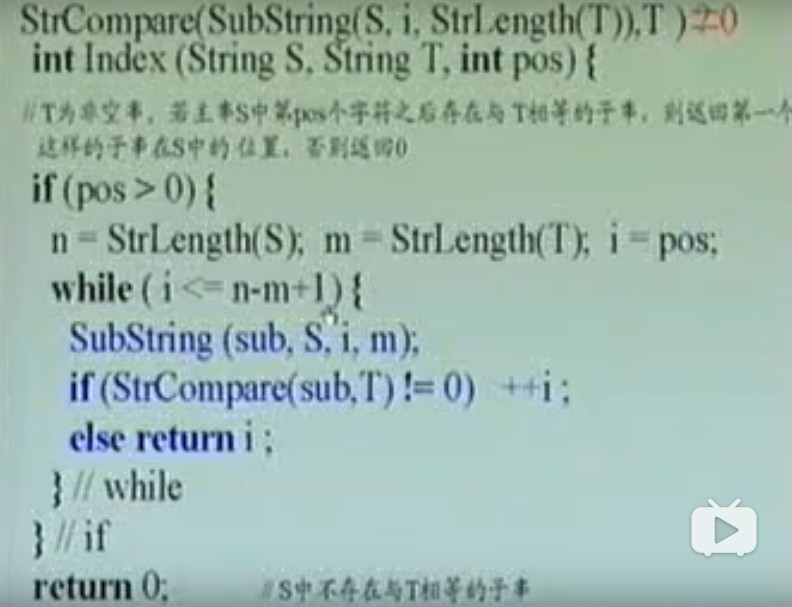 StrCompare(SubString(S, i, StrLength(T)),T ) ?=0
int Index (String S, String T, int pos) {
//T为非空串，若主串S中第pos个字符之后存在与 T相等的子串，则返回第一个
这样的子串在S中的 位置，否则返回0
if (pos > 0) {
n = StrLength(S); m = StrLength(T); i = pos;
while ( i <= n-m+1) {
SubString (sub, S, i, m);
if (StrCompare(sub,T) != 0) ++i ;
else return i ;
} // while
} // if
return 0; //S中不存在与T相等的子串